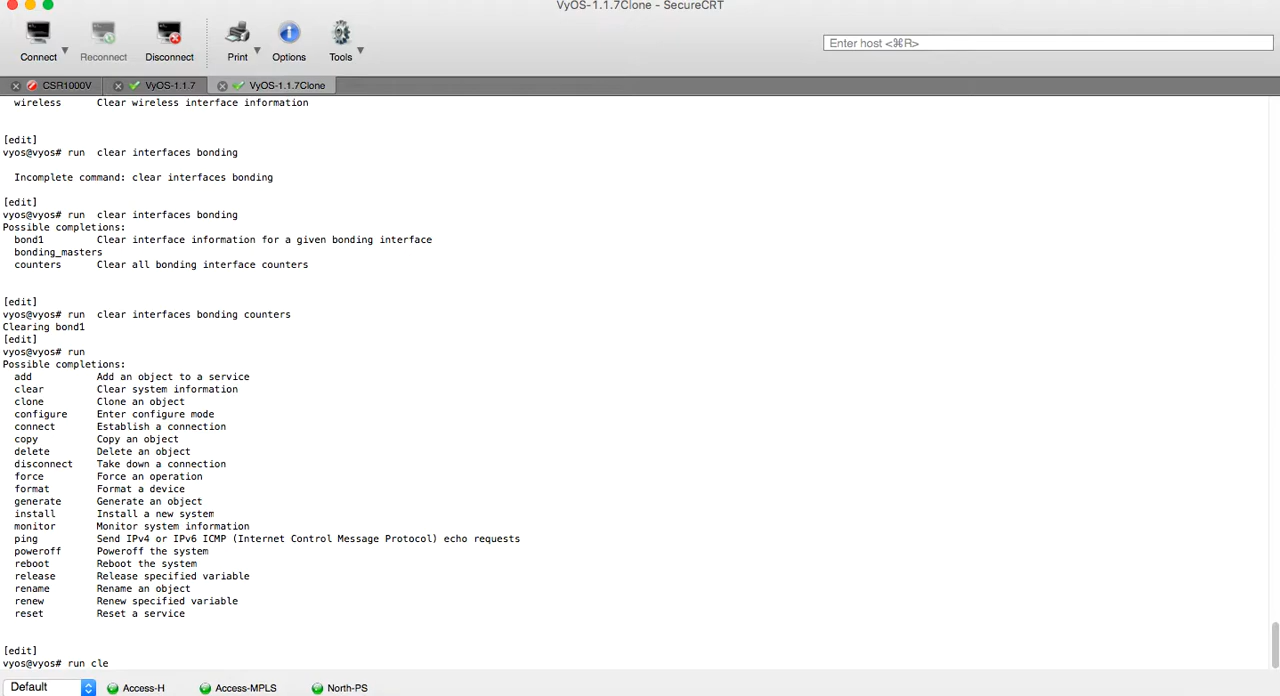 VyOS-1.1.7Clone - SecureCRT
Connect Reconnect Disconnect Print Options Tools
Enter host <⌘R>
CSR1000V VyOS-1.1.7 VyOS-1.1.7Clone
wireless Clear wireless interface information
[edit]
vyos@vyos# run  clear interfaces bonding
Incomplete command: clear interfaces bonding
[edit]
vyos@vyos# run  clear interfaces bonding
Possible completions:
bond1 Clear interface information for a given bonding interface
bonding_masters
counters Clear all bonding interface counters
[edit]
vyos@vyos# run  clear interfaces bonding counters
Clearing bond1
[edit]
vyos@vyos# run
Possible completions:
add Add an object to a service
clear Clear system information
clone Clone an object
configure Enter configure mode
connect Establish a connection
copy Copy an object
delete Delete an object
disconnect Take down a connection
force Force an operation
format Format a device
generate Generate an object
install Install a new system
monitor Monitor system information
ping Send IPv4 or IPv6 ICMP (Internet Control Message Protocol) echo requests
poweroff Poweroff the system
reboot Reboot the system
release Release specified variable
rename Rename an object
renew Renew specified variable
reset Reset a service
[edit]
vyos@vyos# run cle
Default Access-H Access-MPLS North-PS